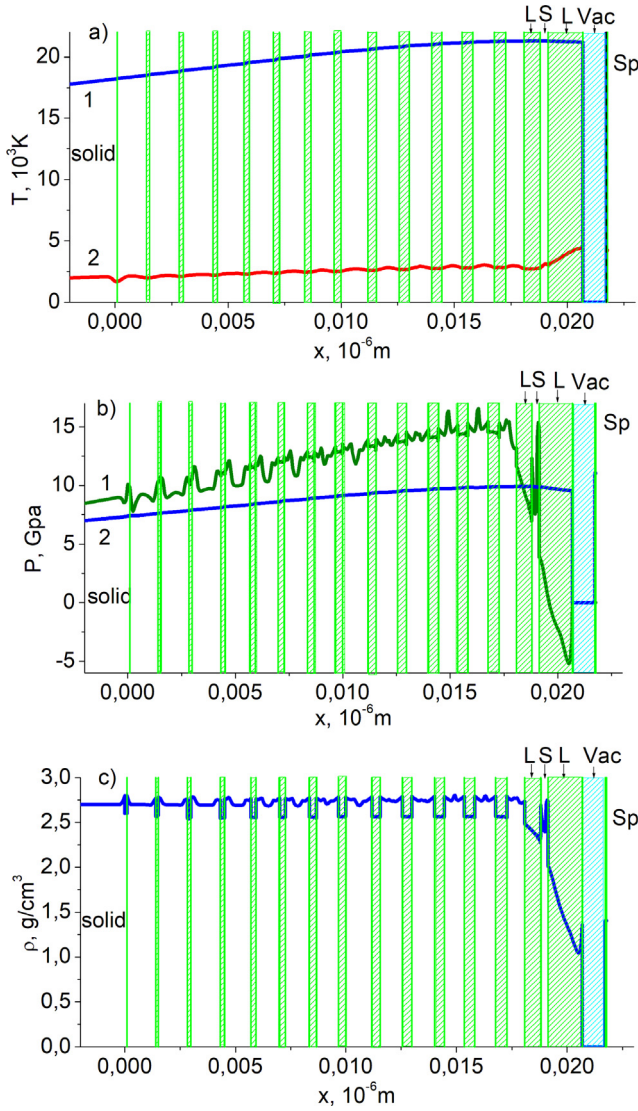 L S L Vac
a)
Sp
20
15
10
5
0
T, 10³K
1
solid
2
0,000 0,005 0,010 0,015 0,020
x, 10⁻⁶m
LS L Vac
b)
Sp
15
10
5
0
-5
P, Gpa
1
2
solid
0,000 0,005 0,010 0,015 0,020
x, 10⁻⁶m
L S L Vac
c)
Sp
3,0
2,5
2,0
1,5
1,0
0,5
0,0
ρ, g/cm³
solid
0,000 0,005 0,010 0,015 0,020
x, 10⁻⁶m